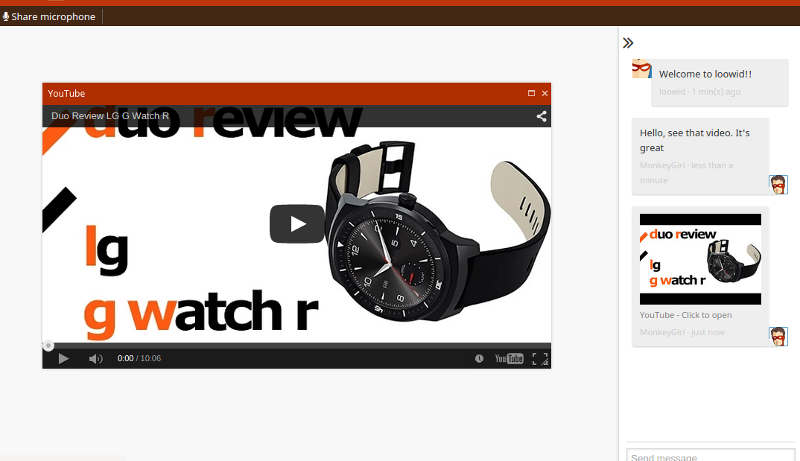 Share microphone
YouTube
duo review
Duo Review LG G Watch R
lg
g watch r
0:00 / 10:06
YouTube
Welcome to loowid!!
loowid - 1 min(s) ago
Hello, see that video. It's
great
MonkeyGirl - less than a
minute
duo review
lg
g watch r
YouTube - Click to open
MonkeyGirl - just now
Send message